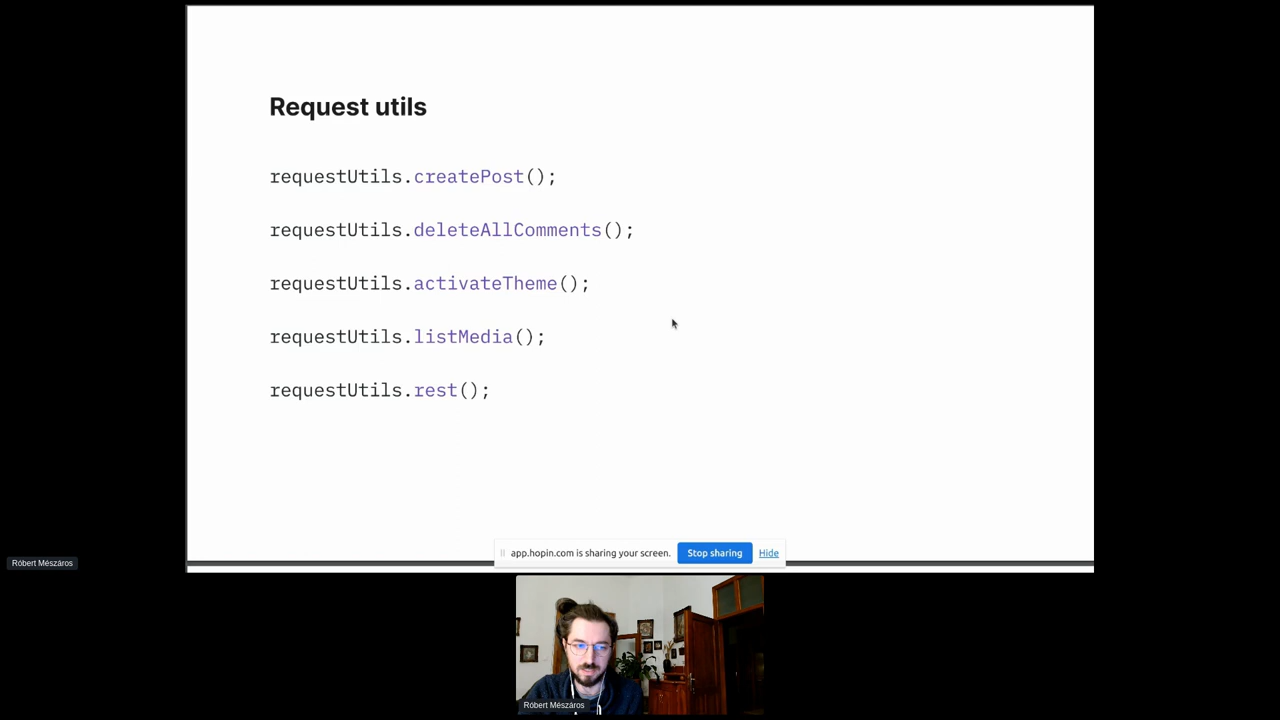 Request utils
requestUtils.createPost();
requestUtils.deleteAllComments();
requestUtils.activateTheme();
requestUtils.listMedia();
requestUtils.rest();
app.hopin.com is sharing your screen. Stop sharing Hide
Róbert Mészáros
Róbert Mészáros